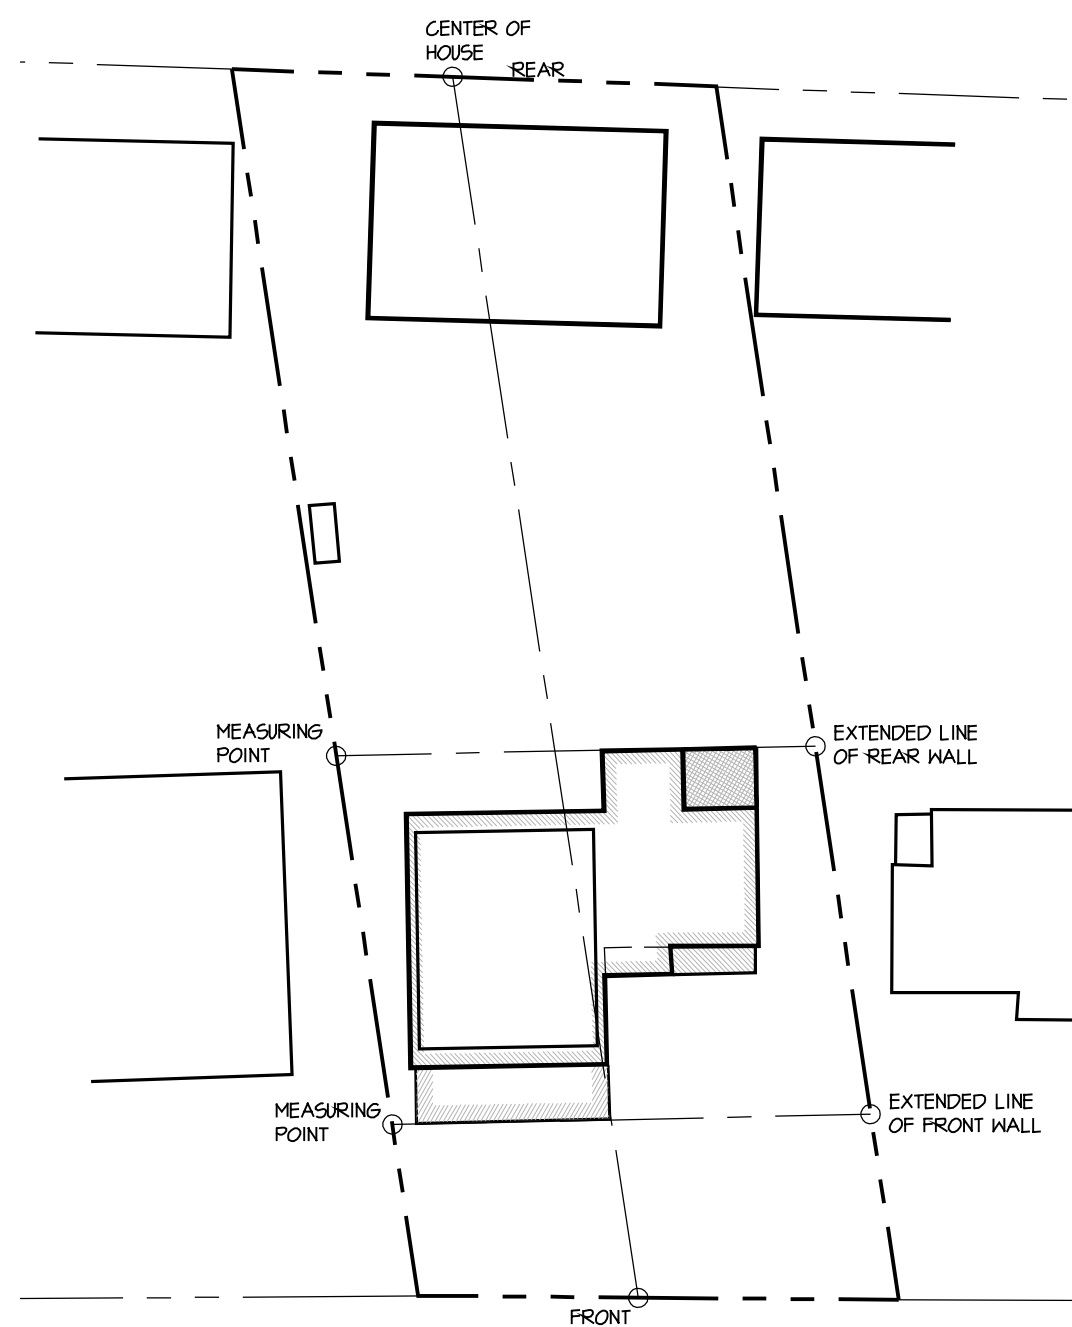 CENTER OF
HOUSE
REAR
MEASURING
POINT
EXTENDED LINE
OF REAR WALL
MEASURING
POINT
EXTENDED LINE
OF FRONT WALL
FRONT